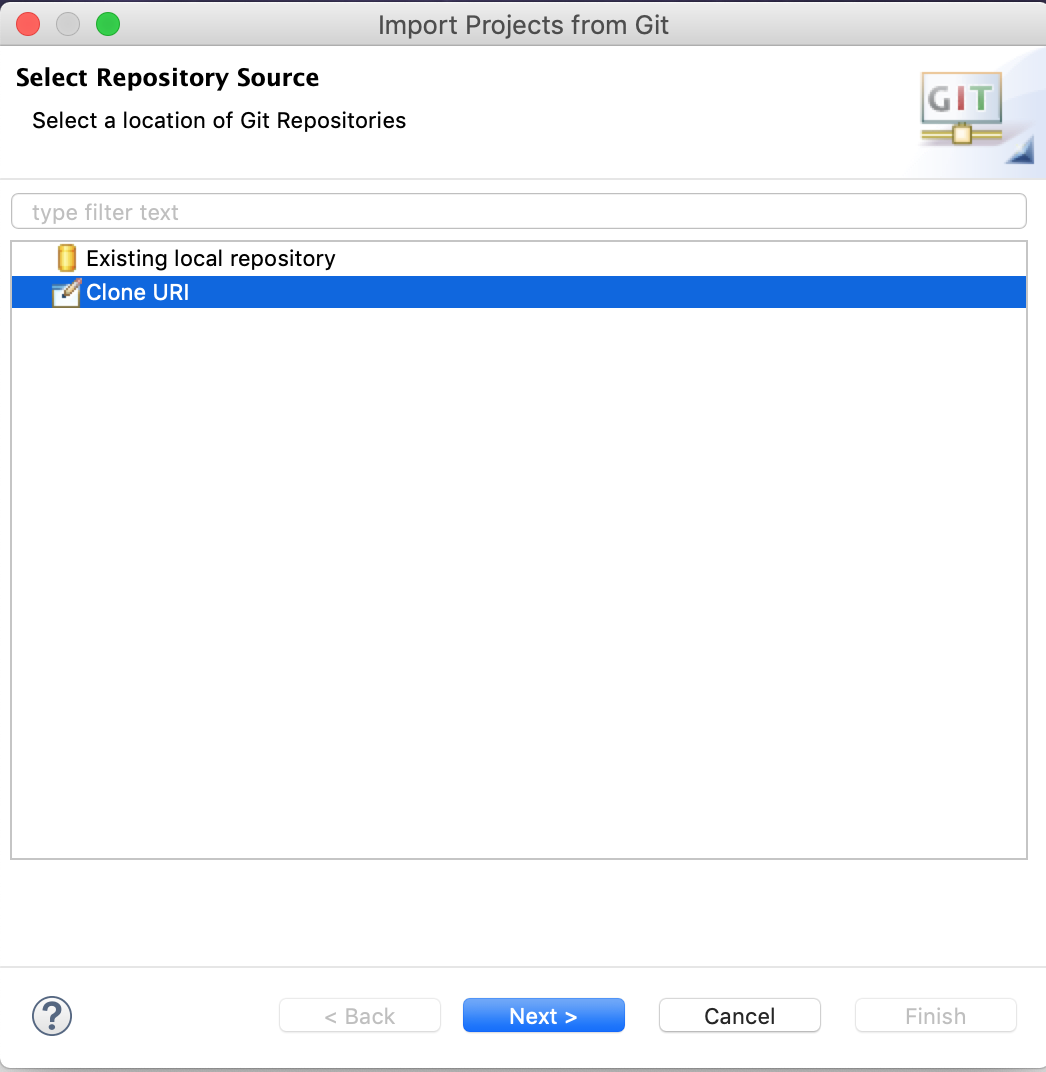 Import Projects from Git
Select Repository Source
Select a location of Git Repositories
GIT
type filter text
Existing local repository
Clone URI
?
< Back
Next >
Cancel
Finish